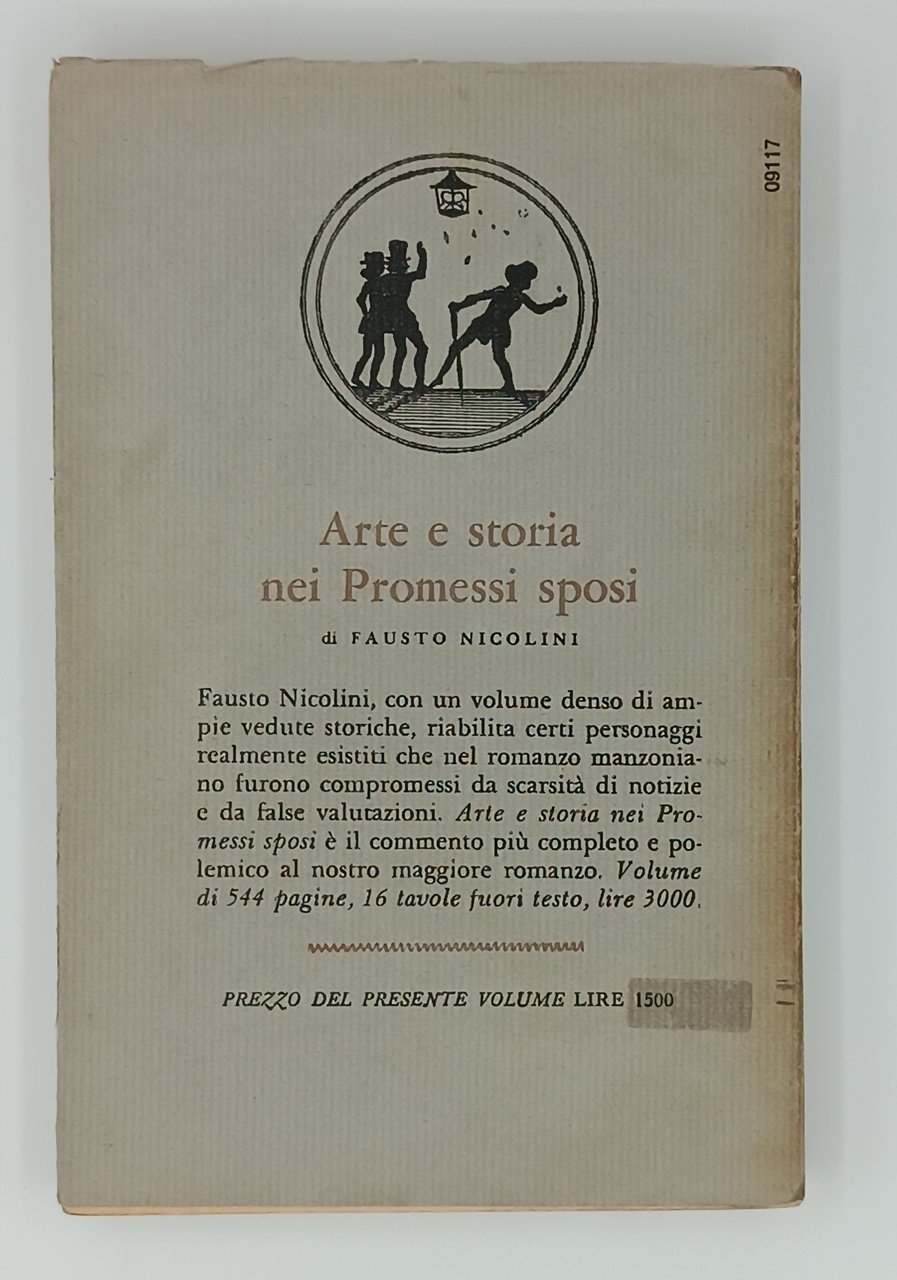 09117
Arte e storia
nei Promessi sposi
di FAUSTO NICOLINI
Fausto Nicolini, con un volume denso di am-
pie vedute storiche, riabilita certi personaggi
realmente esistiti che nel romanzo manzonia-
no furono compromessi da scarsità di notizie
e da false valutazioni. Arte e storia nei Pro-
messi sposi è il commento più completo e po-
lemico al nostro maggiore romanzo. Volume
di 544 pagine, 16 tavole fuori testo, lire 3000.
PREZZO DEL PRESENTE VOLUME LIRE 1500